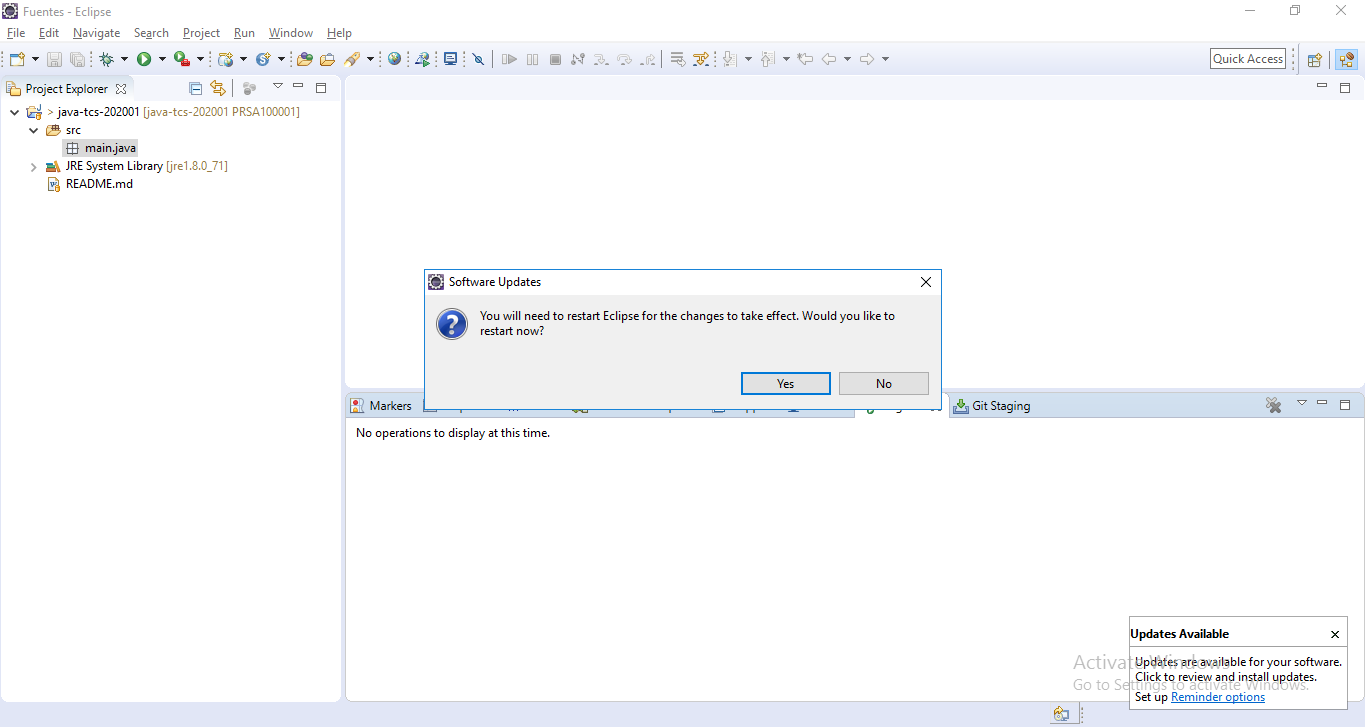 Fuentes - Eclipse
File Edit Navigate Search Project Run Window Help
Quick Access
Project Explorer
> java-tcs-202001 [java-tcs-202001 PRSA100001]
src
main.java
JRE System Library [jre1.8.0_71]
README.md
Software Updates
You will need to restart Eclipse for the changes to take effect. Would you like to
restart now?
Yes No
Markers Git Staging
No operations to display at this time.
Updates Available
Updates are available for your software.
Click to review and install updates.
Set up Reminder options
Activate Windows
Go to Settings to activate Windows.